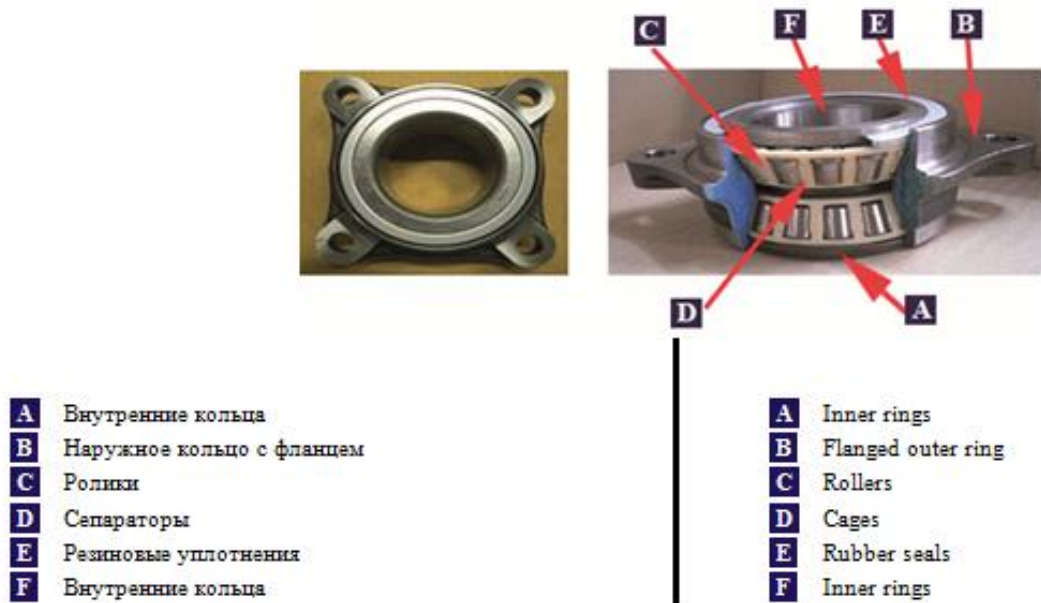 C F E B
D A
A Внутренние кольца
B Наружное кольцо с фланцем
C Ролики
D Сепараторы
E Резиновые уплотнения
F Внутренние кольца
A Inner rings
B Flanged outer ring
C Rollers
D Cages
E Rubber seals
F Inner rings